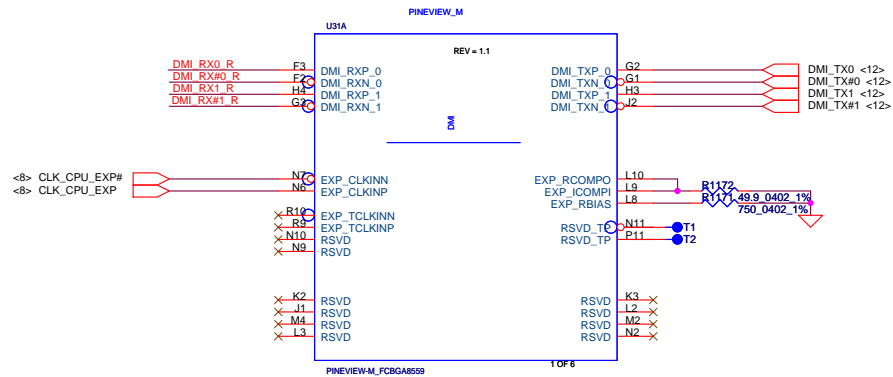 PINEVIEW_M
U31A
REV = 1.1
DMI_RX0_R F3 DMI_RXP_0 DMI_TXP_0 G2 DMI_TX0 <12>
DMI_RX#0_R F2 DMI_RXN_0 DMI_TXN_0 G1 DMI_TX#0 <12>
DMI_RX1_R H4 DMI_RXP_1 DMI_TXP_1 H3 DMI_TX1 <12>
DMI_RX#1_R G3 DMI_RXN_1 DMI_TXN_1 J2 DMI_TX#1 <12>
DMI
<8> CLK_CPU_EXP# N7 EXP_CLKINN EXP_RCOMPO L10
<8> CLK_CPU_EXP N6 EXP_CLKINP EXP_ICOMPI L9 R1172 49.9_0402_1%
EXP_RBIAS L8 R1171 750_0402_1%
R10 EXP_TCLKINN
R9 EXP_TCLKINP RSVD_TP N11 T1
N10 RSVD RSVD_TP P11 T2
N9 RSVD
K2 RSVD RSVD K3
J1 RSVD RSVD L2
M4 RSVD RSVD M2
L3 RSVD RSVD N2
1 OF 6
PINEVIEW-M_FCBGA8559